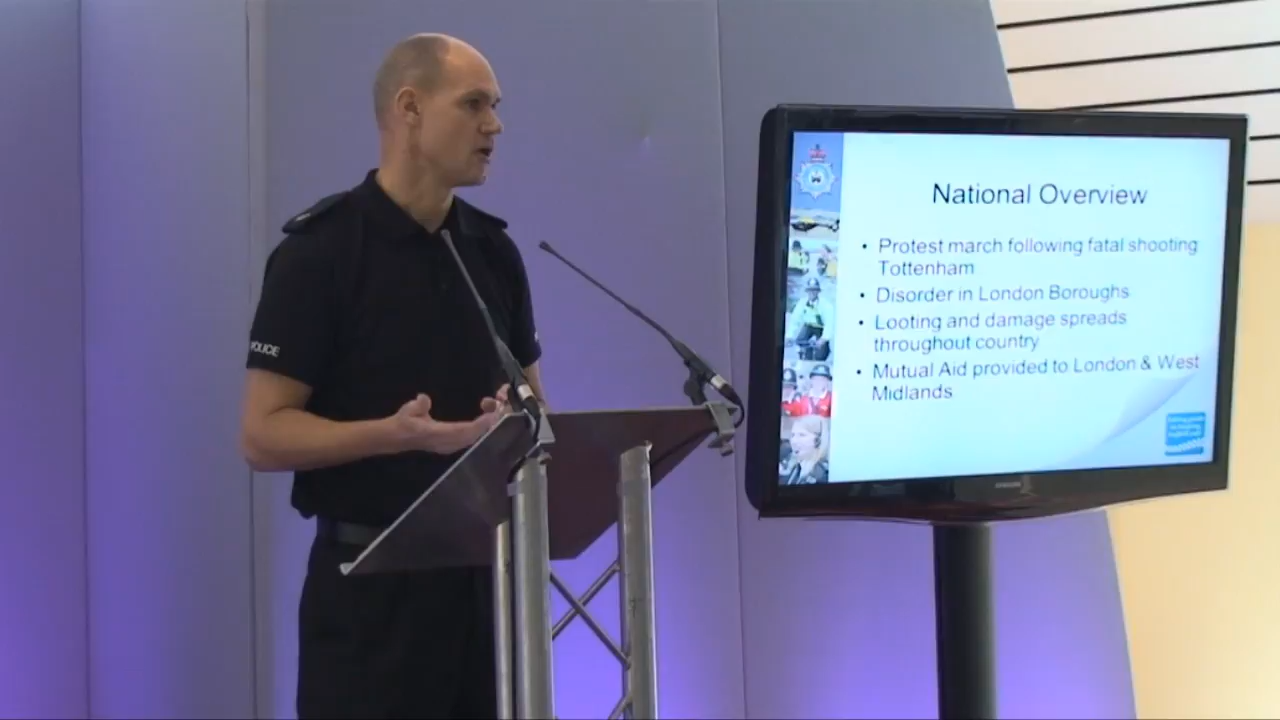 National Overview
• Protest march following fatal shooting
Tottenham
• Disorder in London Boroughs
• Looting and damage spreads
throughout country
• Mutual Aid provided to London & West
Midlands
POLICE
SAMSUNG